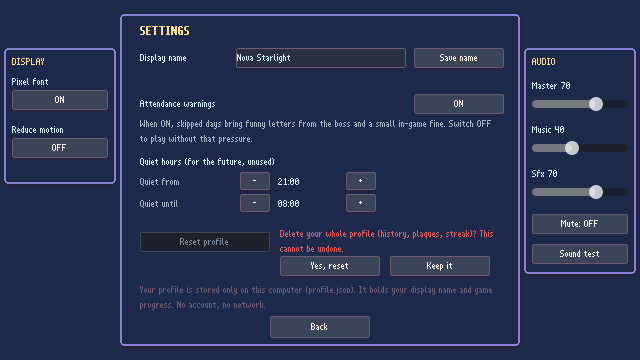 SETTINGS
Display name
Nova Starlight
Save name
DISPLAY
Pixel font
ON
Reduce motion
OFF
Attendance warnings
ON
When ON, skipped days bring funny letters from the boss and a small in-game fine. Switch OFF
to play without that pressure.
Quiet hours (for the future, unused)
Quiet from
-
21:00
+
Quiet until
-
08:00
+
Reset profile
Delete your whole profile (history, plaques, streak)? This
cannot be undone.
Yes, reset
Keep it
Your profile is stored only on this computer (profile.json). It holds your display name and game
progress. No account, no network.
Back
AUDIO
Master 70
Music 40
Sfx 70
Mute: OFF
Sound test